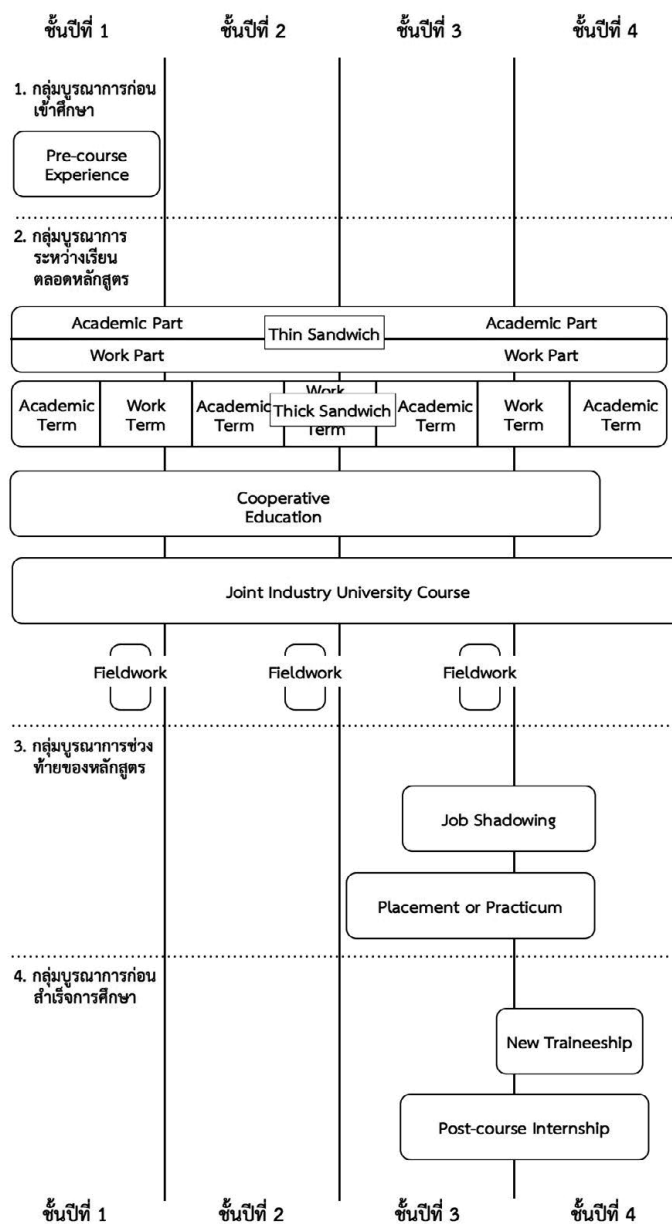 ชั้นปีที่ 1 ชั้นปีที่ 2 ชั้นปีที่ 3 ชั้นปีที่ 4
1. กลุ่มบูรณาการก่อน
เข้าศึกษา
Pre-course
Experience
2. กลุ่มบูรณาการ
ระหว่างเรียน
ตลอดหลักสูตร
Academic Part Academic Part
Thin Sandwich
Work Part Work Part
Academic Term
Work Term
Academic Term
Work Term
Thick Sandwich
Academic Term
Work Term
Academic Term
Cooperative
Education
Joint Industry University Course
Fieldwork Fieldwork Fieldwork
3. กลุ่มบูรณาการช่วง
ท้ายของหลักสูตร
Job Shadowing
Placement or Practicum
4. กลุ่มบูรณาการก่อน
สำเร็จการศึกษา
New Traineeship
Post-course Internship
ชั้นปีที่ 1 ชั้นปีที่ 2 ชั้นปีที่ 3 ชั้นปีที่ 4